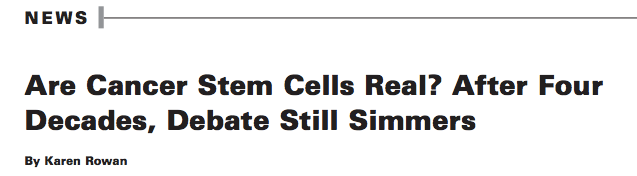 NEWS
Are Cancer Stem Cells Real? After Four
Decades, Debate Still Simmers
By Karen Rowan